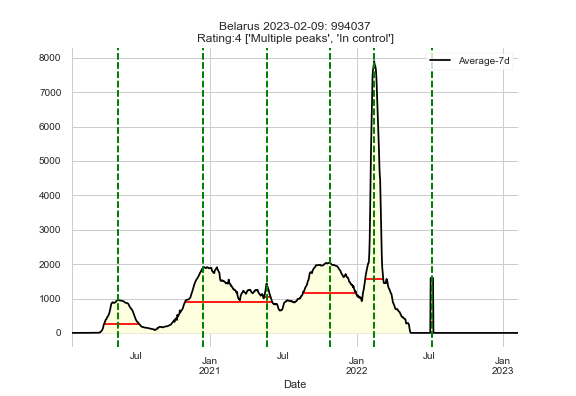 Belarus 2023-02-09: 994037
Rating:4 ['Multiple peaks', 'In control']
Average-7d
8000
7000
6000
5000
4000
3000
2000
1000
0
Jul
Jan
2021
Jul
Jan
2022
Jul
Jan
2023
Date